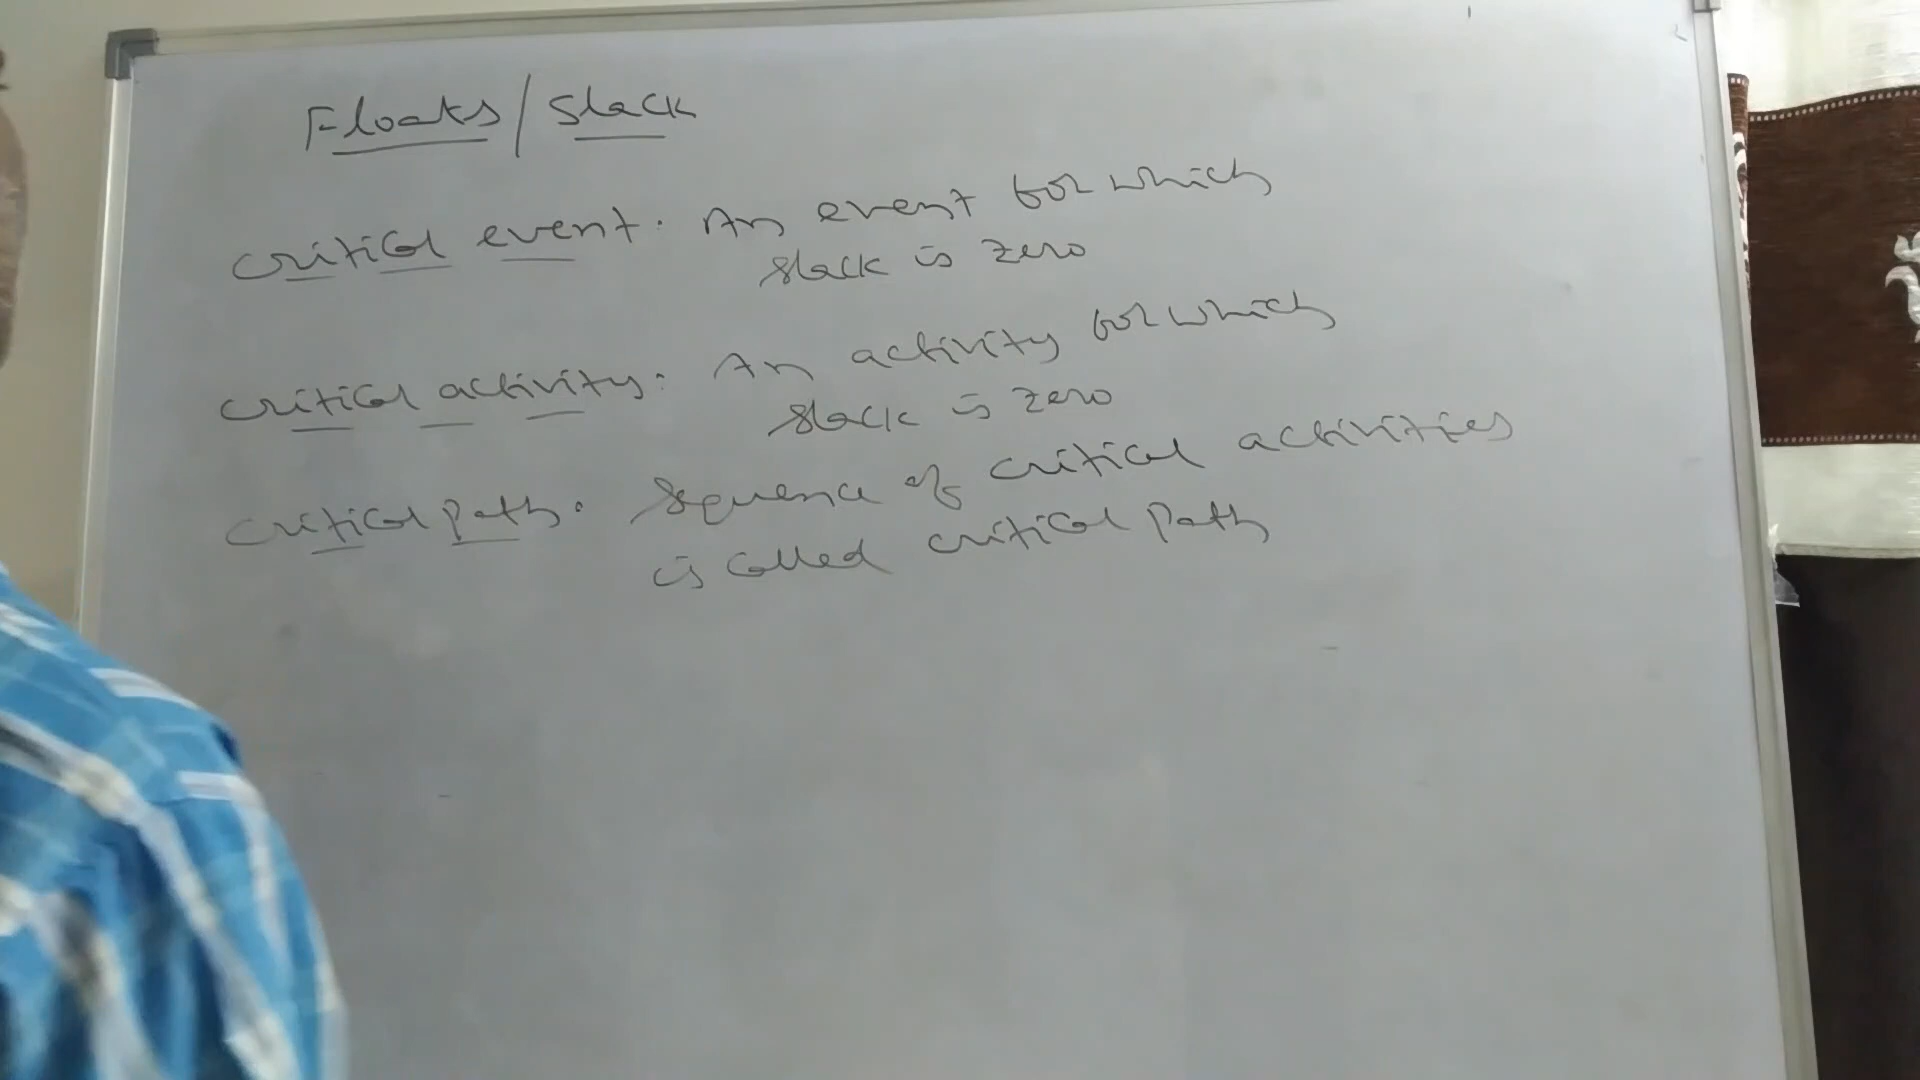 Floats/Slack
critical event. An event for which
slack is zero
critical activity: An activity for which
slack is zero
critical path. Sequence of critical activities
is called critical path